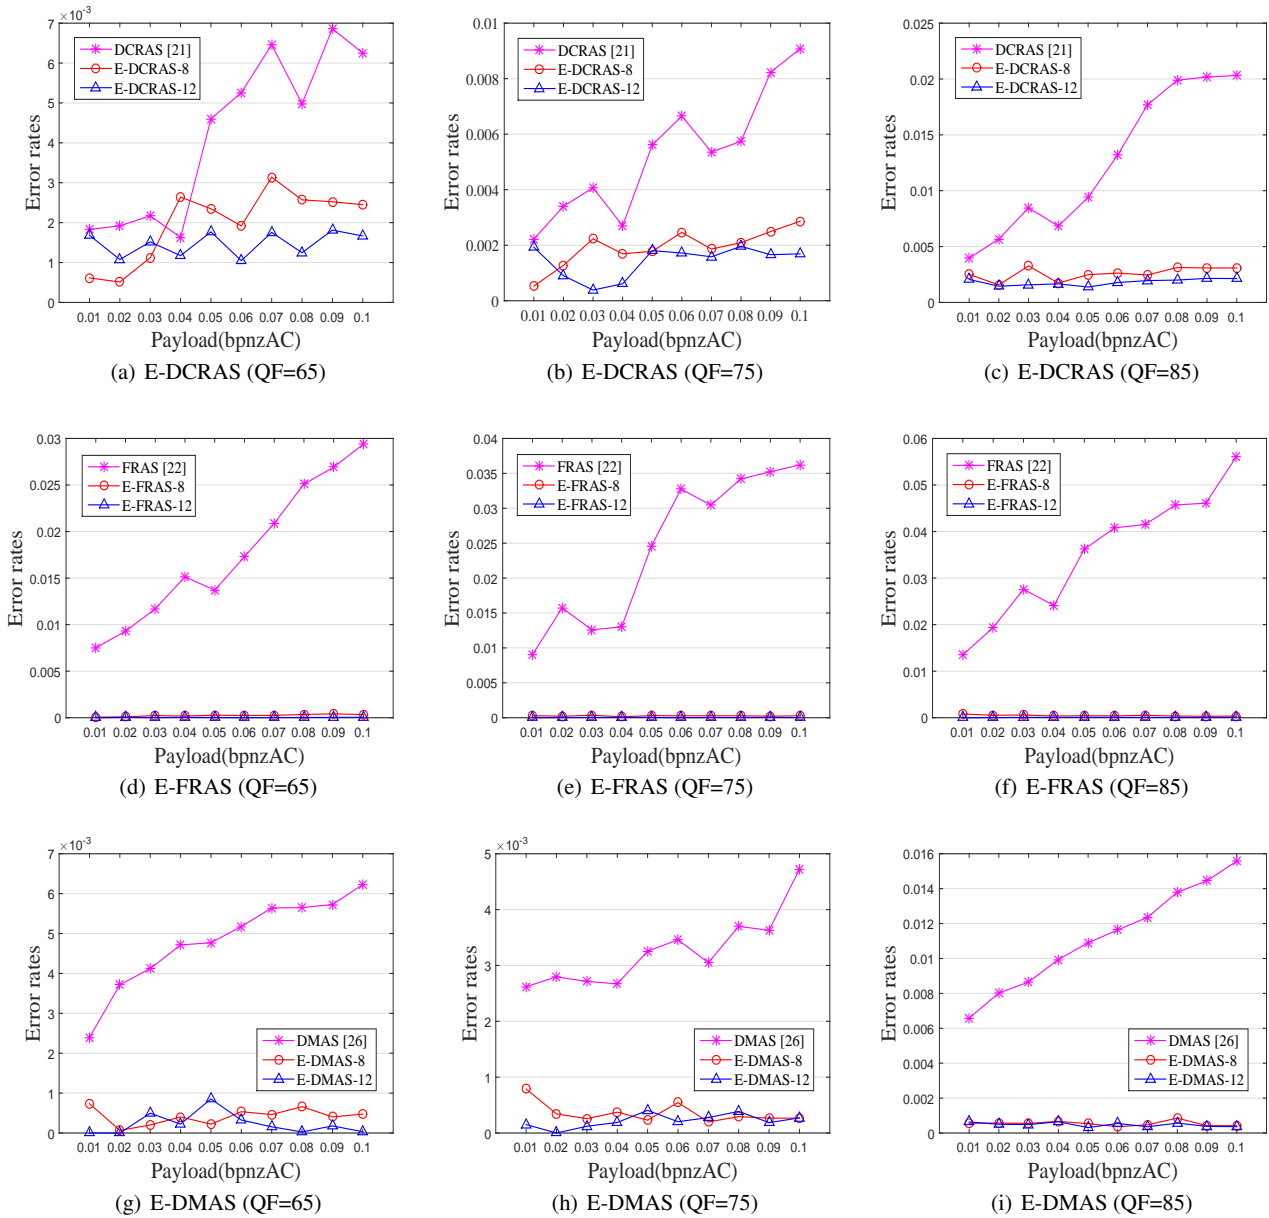 ×10-3
7
6
5
4
3
2
1
0
Error rates
DCRAS [21]
E-DCRAS-8
E-DCRAS-12
0.01 0.02 0.03 0.04 0.05 0.06 0.07 0.08 0.09 0.1
Payload(bpnzAC)
(a) E-DCRAS (QF=65)
0.01
0.008
0.006
0.004
0.002
0
Error rates
DCRAS [21]
E-DCRAS-8
E-DCRAS-12
0.01 0.02 0.03 0.04 0.05 0.06 0.07 0.08 0.09 0.1
Payload(bpnzAC)
(b) E-DCRAS (QF=75)
0.025
0.02
0.015
0.01
0.005
0
Error rates
DCRAS [21]
E-DCRAS-8
E-DCRAS-12
0.01 0.02 0.03 0.04 0.05 0.06 0.07 0.08 0.09 0.1
Payload(bpnzAC)
(c) E-DCRAS (QF=85)
0.03
0.025
0.02
0.015
0.01
0.005
0
Error rates
FRAS [22]
E-FRAS-8
E-FRAS-12
0.01 0.02 0.03 0.04 0.05 0.06 0.07 0.08 0.09 0.1
Payload(bpnzAC)
(d) E-FRAS (QF=65)
0.04
0.035
0.03
0.025
0.02
0.015
0.01
0.005
0
Error rates
FRAS [22]
E-FRAS-8
E-FRAS-12
0.01 0.02 0.03 0.04 0.05 0.06 0.07 0.08 0.09 0.1
Payload(bpnzAC)
(e) E-FRAS (QF=75)
0.06
0.05
0.04
0.03
0.02
0.01
0
Error rates
FRAS [22]
E-FRAS-8
E-FRAS-12
0.01 0.02 0.03 0.04 0.05 0.06 0.07 0.08 0.09 0.1
Payload(bpnzAC)
(f) E-FRAS (QF=85)
×10-3
7
6
5
4
3
2
1
0
Error rates
DMAS [26]
E-DMAS-8
E-DMAS-12
0.01 0.02 0.03 0.04 0.05 0.06 0.07 0.08 0.09 0.1
Payload(bpnzAC)
(g) E-DMAS (QF=65)
×10-3
5
4
3
2
1
0
Error rates
DMAS [26]
E-DMAS-8
E-DMAS-12
0.01 0.02 0.03 0.04 0.05 0.06 0.07 0.08 0.09 0.1
Payload(bpnzAC)
(h) E-DMAS (QF=75)
0.016
0.014
0.012
0.01
0.008
0.006
0.004
0.002
0
Error rates
DMAS [26]
E-DMAS-8
E-DMAS-12
0.01 0.02 0.03 0.04 0.05 0.06 0.07 0.08 0.09 0.1
Payload(bpnzAC)
(i) E-DMAS (QF=85)